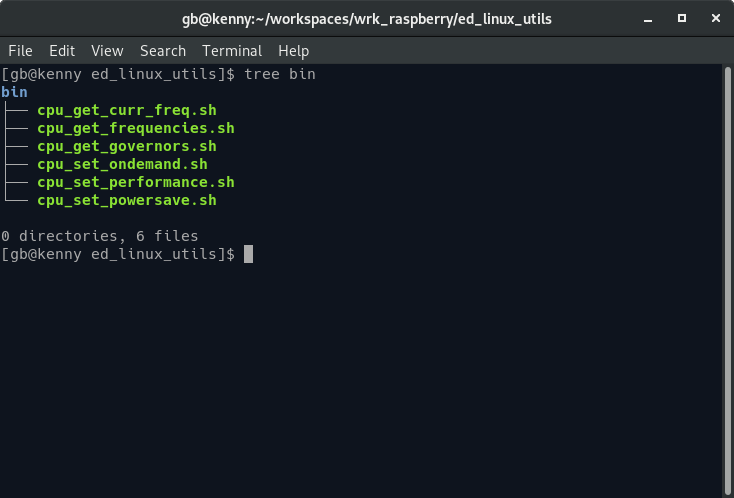 gb@kenny:~/workspaces/wrk_raspberry/ed_linux_utils
File Edit View Search Terminal Help
[gb@kenny ed_linux_utils]$ tree bin
bin
├── cpu_get_curr_freq.sh
├── cpu_get_frequencies.sh
├── cpu_get_governors.sh
├── cpu_set_ondemand.sh
├── cpu_set_performance.sh
└── cpu_set_powersave.sh
0 directories, 6 files
[gb@kenny ed_linux_utils]$